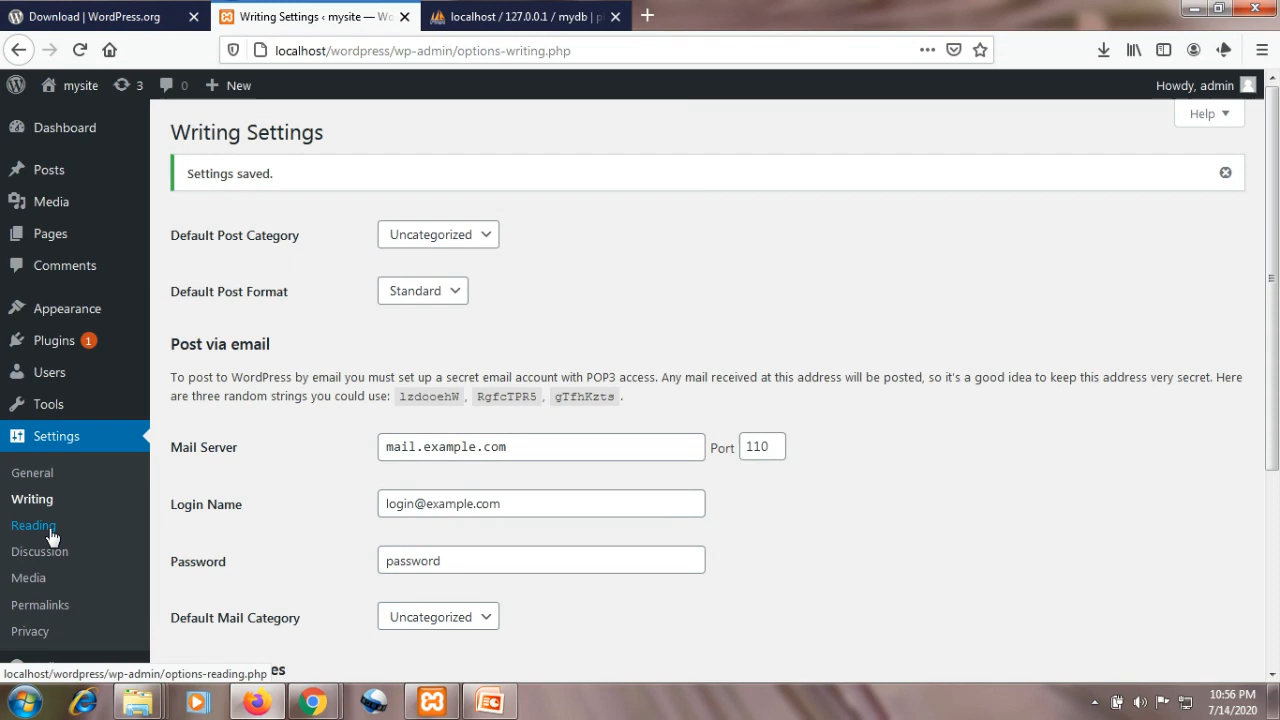 Download | WordPress.org
Writing Settings ‹ mysite — Wo
localhost / 127.0.0.1 / mydb | p
localhost/wordpress/wp-admin/options-writing.php
mysite
3
0
New
Howdy, admin
Dashboard
Posts
Media
Pages
Comments
Appearance
Plugins 1
Users
Tools
Settings
General
Writing
Reading
Discussion
Media
Permalinks
Privacy
Help
Writing Settings
Settings saved.
Default Post Category Uncategorized
Default Post Format Standard
Post via email
To post to WordPress by email you must set up a secret email account with POP3 access. Any mail received at this address will be posted, so it's a good idea to keep this address very secret. Here
are three random strings you could use: lzdooehW , RgfcTPR5 , gTfhKzts .
Mail Server mail.example.com Port 110
Login Name login@example.com
Password password
Default Mail Category Uncategorized
localhost/wordpress/wp-admin/options-reading.php
10:56 PM
7/14/2020